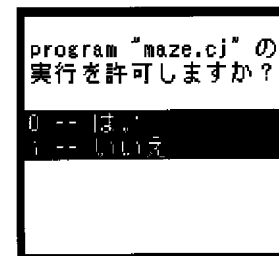 program "maze.cj" の
実行を許可しますか?
0 -- はい
1 -- いいえ